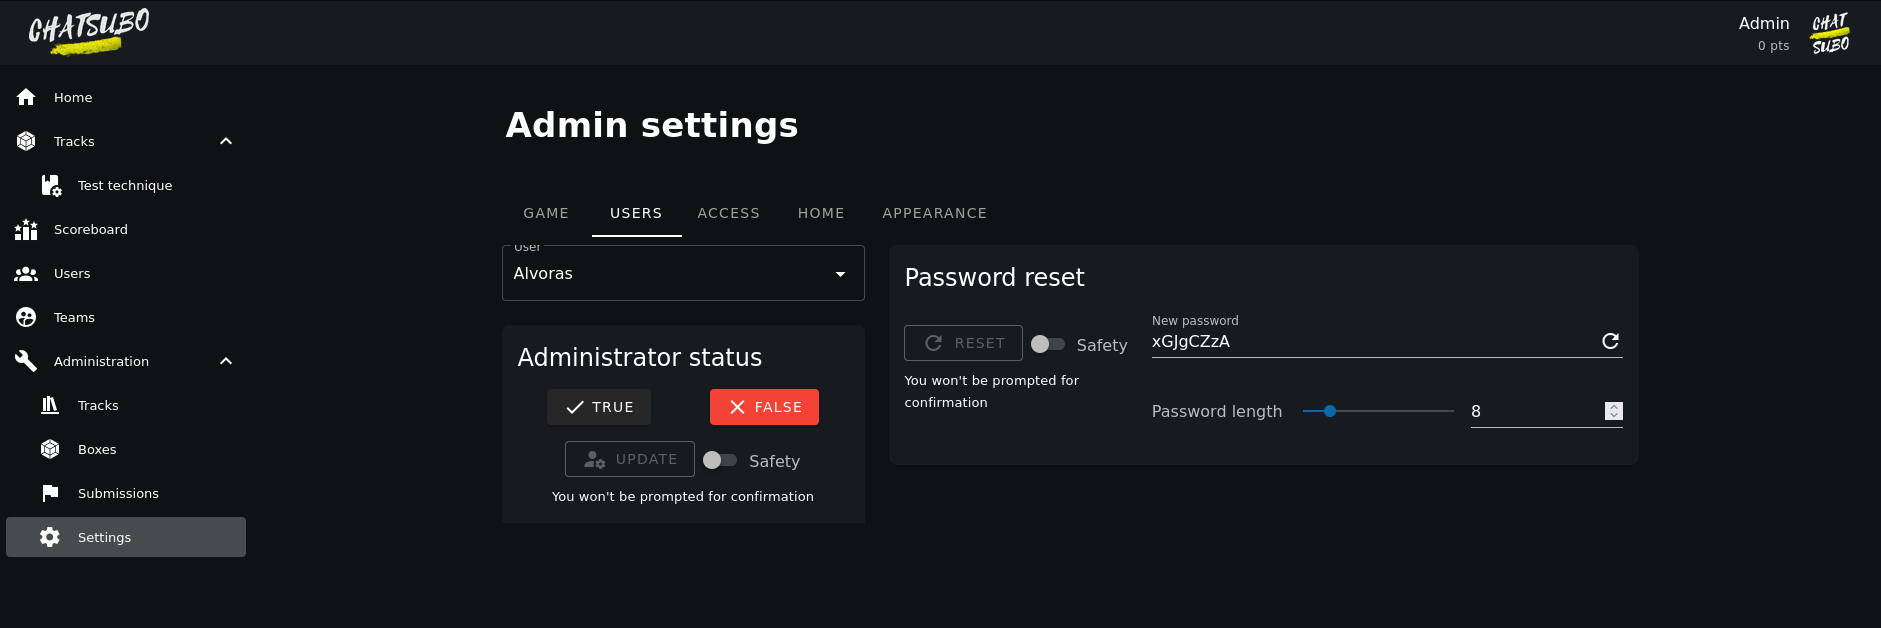 CHATSUBO
Admin
0 pts
CHAT
SUBO
Home
Tracks
Test technique
Scoreboard
Users
Teams
Administration
Tracks
Boxes
Submissions
Settings
Admin settings
GAME USERS ACCESS HOME APPEARANCE
User
Alvoras
Administrator status
TRUE FALSE
UPDATE Safety
You won't be prompted for confirmation
Password reset
RESET Safety
You won't be prompted for
confirmation
New password
xGJgCZzA
Password length 8